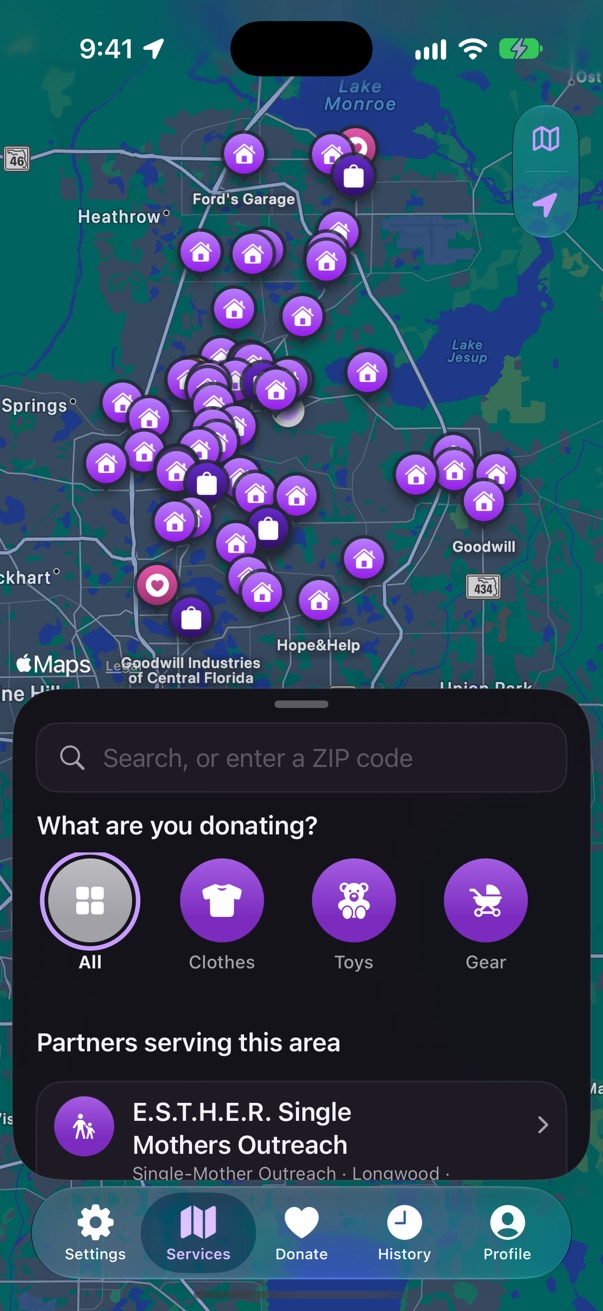 9:41
Lake
Monroe
Ost
46
Ford's Garage
Heathrow
Lake
Jesup
Springs
Goodwill
ckhart
434
Hope&Help
Maps
Goodwill Industries
of Central Florida
ne Hill
Union Park
Search, or enter a ZIP code
What are you donating?
All
Clothes
Toys
Gear
Partners serving this area
E.S.T.H.E.R. Single
Mothers Outreach
Single-Mother Outreach · Longwood ·
Settings
Services
Donate
History
Profile